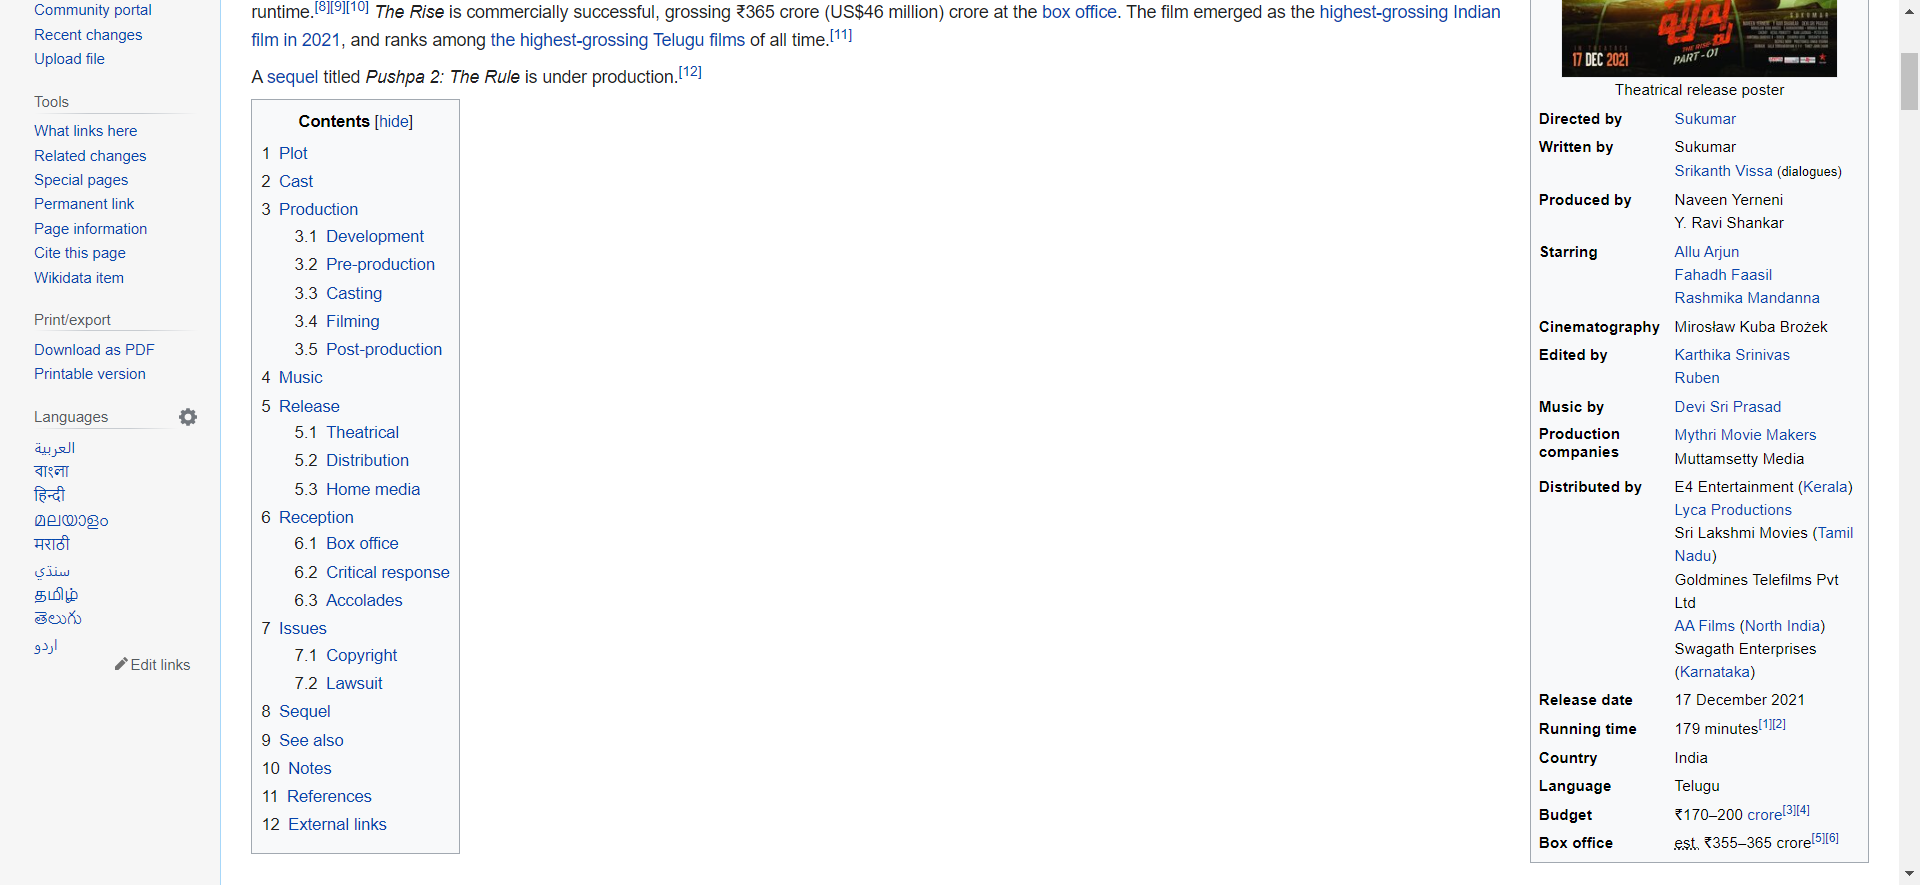 Community portal
Recent changes
Upload file
Tools
What links here
Related changes
Special pages
Permanent link
Page information
Cite this page
Wikidata item
Print/export
Download as PDF
Printable version
Languages
العربية
বাংলা
हिन्दी
മലയാളം
मराठी
سنڌي
தமிழ்
తెలుగు
اردو
Edit links
runtime.[8][9][10] The Rise is commercially successful, grossing ₹365 crore (US$46 million) crore at the box office. The film emerged as the highest-grossing Indian
film in 2021, and ranks among the highest-grossing Telugu films of all time.[11]
A sequel titled Pushpa 2: The Rule is under production.[12]
Contents [hide]
1 Plot
2 Cast
3 Production
3.1 Development
3.2 Pre-production
3.3 Casting
3.4 Filming
3.5 Post-production
4 Music
5 Release
5.1 Theatrical
5.2 Distribution
5.3 Home media
6 Reception
6.1 Box office
6.2 Critical response
6.3 Accolades
7 Issues
7.1 Copyright
7.2 Lawsuit
8 Sequel
9 See also
10 Notes
11 References
12 External links
SUKUMAR
THE RISE
PART-01
IN THEATRES
17 DEC 2021
Theatrical release poster
Directed by Sukumar
Written by Sukumar
Srikanth Vissa (dialogues)
Produced by Naveen Yerneni
Y. Ravi Shankar
Starring Allu Arjun
Fahadh Faasil
Rashmika Mandanna
Cinematography Mirosław Kuba Brożek
Edited by Karthika Srinivas
Ruben
Music by Devi Sri Prasad
Production companies Mythri Movie Makers
Muttamsetty Media
Distributed by E4 Entertainment (Kerala)
Lyca Productions
Sri Lakshmi Movies (Tamil
Nadu)
Goldmines Telefilms Pvt
Ltd
AA Films (North India)
Swagath Enterprises
(Karnataka)
Release date 17 December 2021
Running time 179 minutes[1][2]
Country India
Language Telugu
Budget ₹170–200 crore[3][4]
Box office est. ₹355–365 crore[5][6]